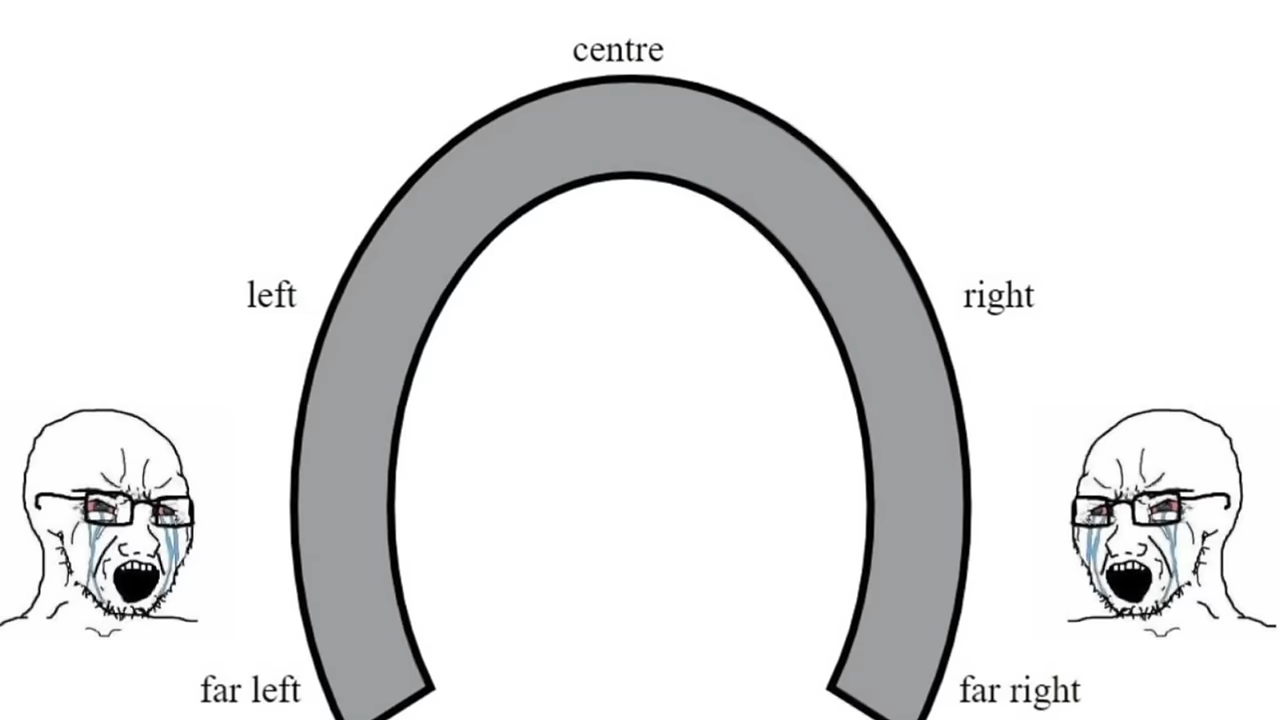 centre
left
right
far left
far right